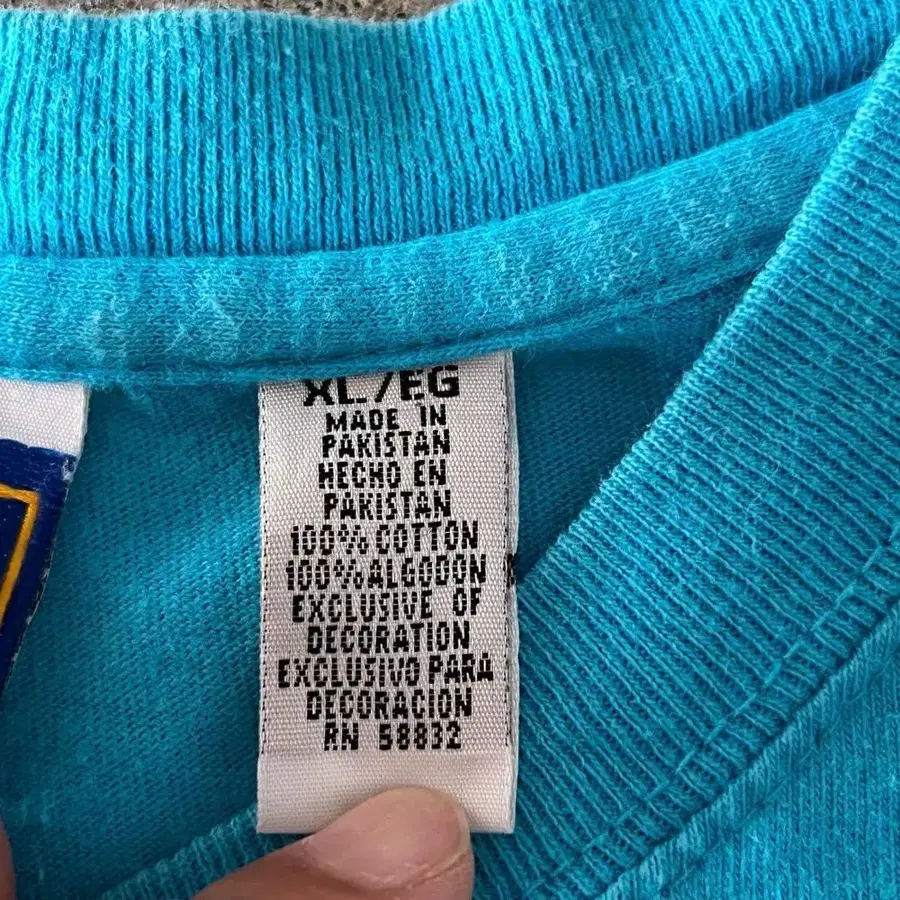 XL/EG
MADE IN
PAKISTAN
HECHO EN
PAKISTAN
100% COTTON
100% ALGODON
EXCLUSIVE OF
DECORATION
EXCLUSIVO PARA
DECORACION
RN 58832